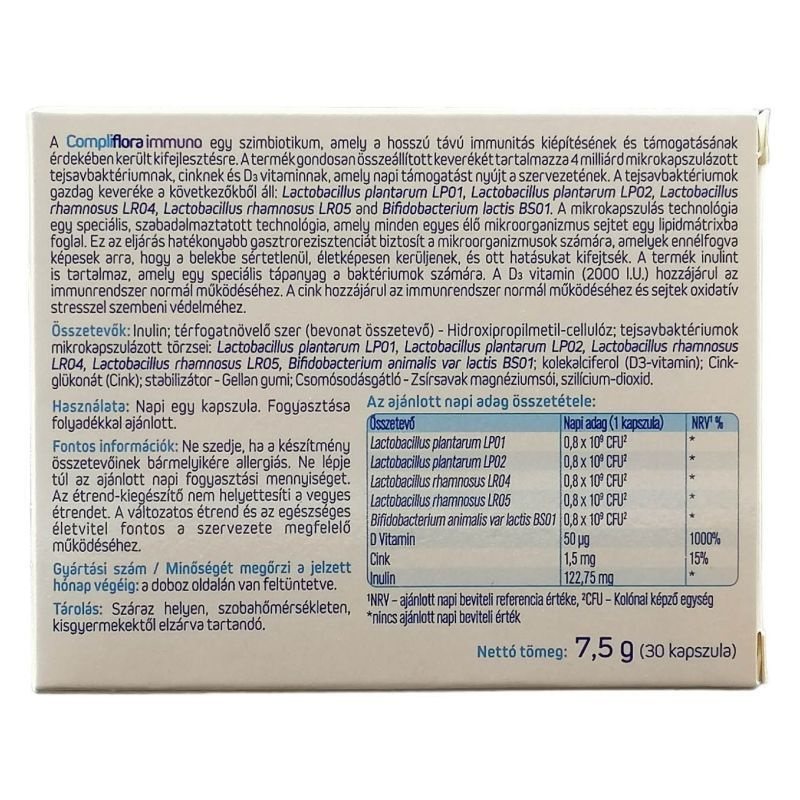 A Compliflora immuno egy szimbiotikum, amely a hosszú távú immunitás kiépítésének és támogatásának
érdekében került kifejlesztésre. A termék gondosan összeállított keverékét tartalmazza 4 milliárd mikrokapszulázott
tejsavbaktériumnak, cinknek és D₃ vitaminnak, amely napi támogatást nyújt a szervezetének. A tejsavbaktériumok
gazdag keveréke a következőkből áll: Lactobacillus plantarum LP01, Lactobacillus plantarum LP02, Lactobacillus
rhamnosus LR04, Lactobacillus rhamnosus LR05 and Bifidobacterium lactis BS01. A mikrokapszulás technológia
egy speciális, szabadalmaztatott technológia, amely minden egyes élő mikroorganizmus sejtet egy lipidmátrixba
foglal. Ez az eljárás hatékonyabb gasztrorezisztenciát biztosít a mikroorganizmusok számára, amelyek ennélfogva
képesek arra, hogy a belekbe sértetlenül, életképesen kerüljenek, és ott hatásukat kifejtsék. A termék inulint
is tartalmaz, amely egy speciális tápanyag a baktériumok számára. A D₃ vitamin (2000 I.U.) hozzájárul az
immunrendszer normál működéséhez. A cink hozzájárul az immunrendszer normál működéséhez és sejtek oxidatív
stresszel szembeni védelméhez.
Összetevők: Inulin; térfogatnövelő szer (bevonat összetevő) - Hidroxipropilmetil-cellulóz; tejsavbaktériumok
mikrokapszulázott törzsei: Lactobacillus plantarum LP01, Lactobacillus plantarum LP02, Lactobacillus rhamnosus
LR04, Lactobacillus rhamnosus LR05, Bifidobacterium animalis var lactis BS01; kolekalciferol (D3-vitamin); Cink-
glükonát (Cink); stabilizátor - Gellan gumi; Csomósodásgátló - Zsírsavak magnéziumsói, szilícium-dioxid.
Használata: Napi egy kapszula. Fogyasztása
folyadékkal ajánlott.
Fontos információk: Ne szedje, ha a készítmény
összetevőinek bármelyikére allergiás. Ne lépje
túl az ajánlott napi fogyasztási mennyiséget.
Az étrend-kiegészítő nem helyettesíti a vegyes
étrendet. A változatos étrend és az egészséges
életvitel fontos a szervezete megfelelő
működéséhez.
Gyártási szám / Minőségét megőrzi a jelzett
hónap végéig: a doboz oldalán van feltüntetve.
Tárolás: Száraz helyen, szobahőmérsékleten,
kisgyermekektől elzárva tartandó.
Az ajánlott napi adag összetétele:
Összetevő Napi adag (1 kapszula) NRV¹ %
Lactobacillus plantarum LP01 0,8 x 10⁹ CFU² *
Lactobacillus plantarum LP02 0,8 x 10⁹ CFU² *
Lactobacillus rhamnosus LR04 0,8 x 10⁹ CFU² *
Lactobacillus rhamnosus LR05 0,8 x 10⁹ CFU² *
Bifidobacterium animalis var lactis BS01 0,8 x 10⁹ CFU² *
D Vitamin 50 µg 1000%
Cink 1,5 mg 15%
Inulin 122,75 mg *
¹NRV – ajánlott napi beviteli referencia értéke, ²CFU – Kolónai képző egység
*nincs ajánlott napi beviteli érték
Nettó tömeg: 7,5 g (30 kapszula)